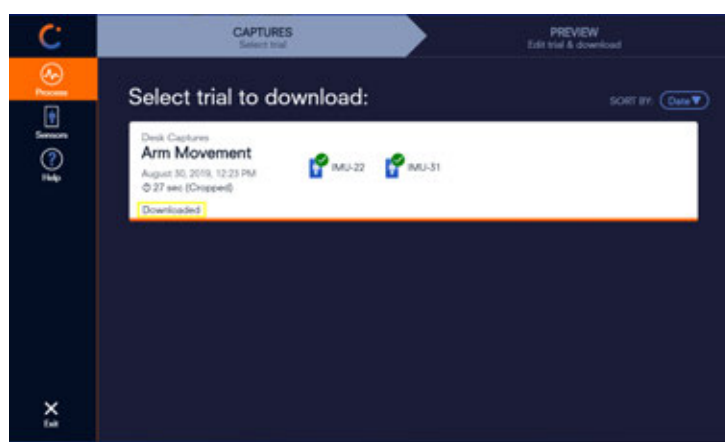 CAPTURES
Select trial
PREVIEW
Edit trial & download
Process
Sensors
Help
Exit
Select trial to download:
SORT BY: Date
Desk Captures
Arm Movement
August 30, 2019, 12:23 PM
27 sec (Cropped)
Downloaded
IMU-22
IMU-31